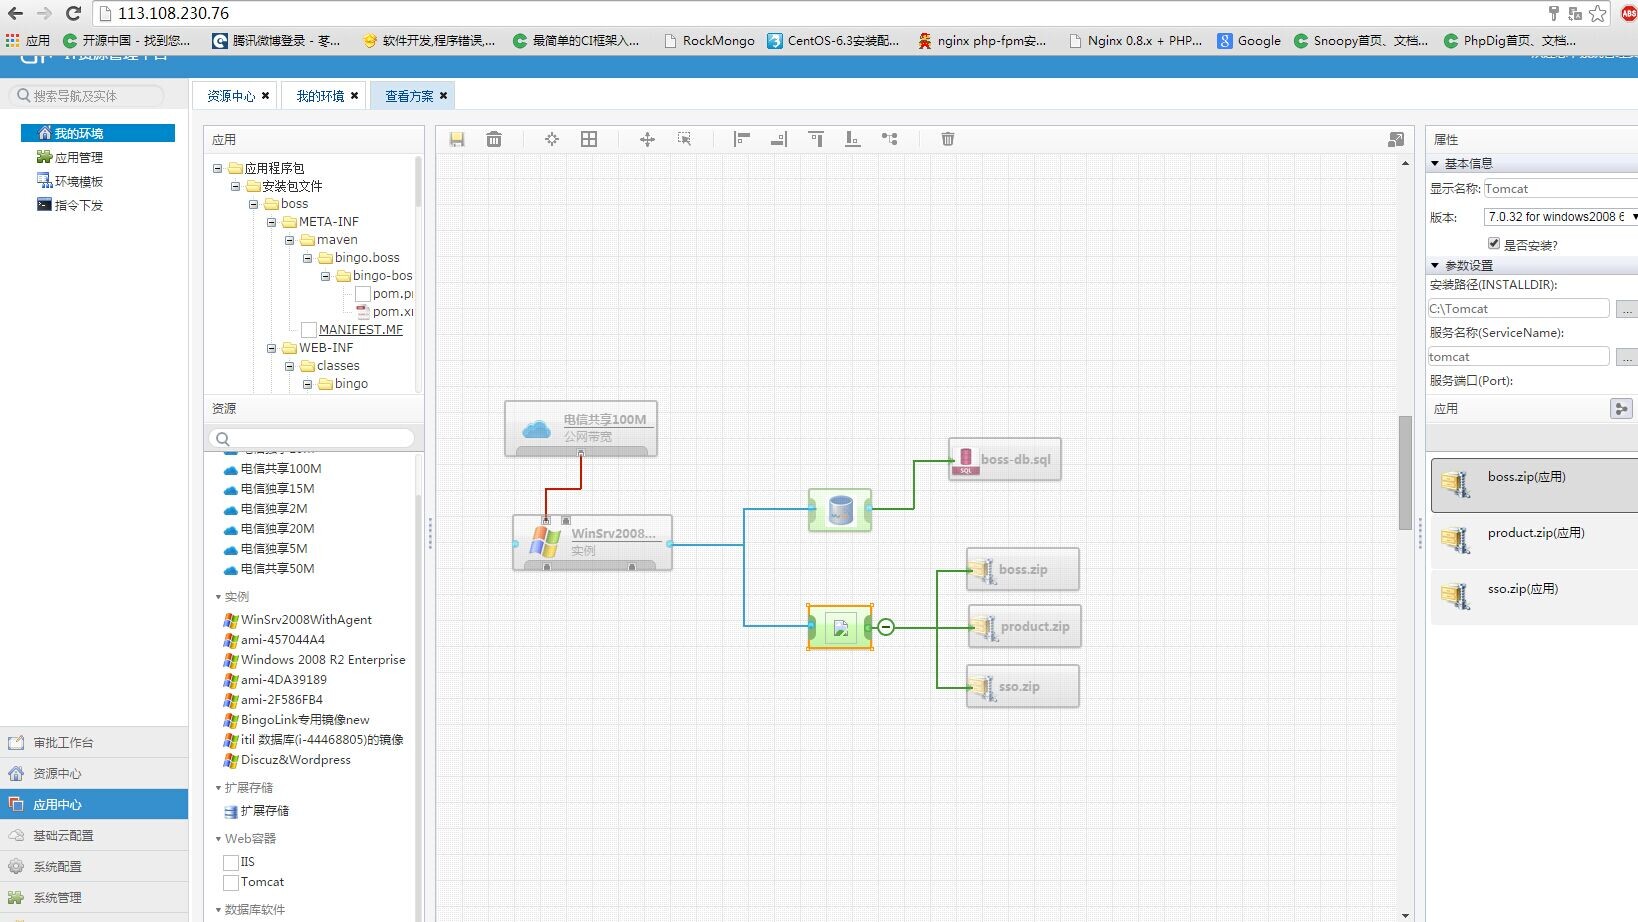 113.108.230.76
应用
开源中国 - 找到您...
腾讯微博登录 - 荖...
软件开发,程序错误,...
最简单的CI框架入...
RockMongo
CentOS-6.3安装配...
nginx php-fpm安...
Nginx 0.8.x + PHP...
Google
Snoopy首页、文档...
PhpDig首页、文档...
IT资源管理平台
搜索导航及实体
我的环境
应用管理
环境模板
指令下发
审批工作台
资源中心
应用中心
基础云配置
系统配置
系统管理
资源中心
我的环境
查看方案
应用
应用程序包
安装包文件
boss
META-INF
maven
bingo.boss
bingo-bos
pom.pr
pom.x
MANIFEST.MF
WEB-INF
classes
bingo
资源
电信共享100M
电信独享15M
电信独享2M
电信独享20M
电信共享5M
电信共享50M
实例
WinSrv2008WithAgent
ami-457044A4
Windows 2008 R2 Enterprise
ami-4DA39189
ami-2F586FB4
BingoLink专用镜像new
itil 数据库(i-44468805)的镜像
Discuz&Wordpress
扩展存储
扩展存储
Web容器
IIS
Tomcat
数据库软件
电信共享100M
公网带宽
WinSrv2008...
实例
SQL
boss-db.sql
boss.zip
product.zip
sso.zip
属性
基本信息
显示名称: Tomcat
版本: 7.0.32 for windows2008 6
是否安装?
参数设置
安装路径(INSTALLDIR):
C:\Tomcat
...
服务名称(ServiceName):
tomcat
...
服务端口(Port):
应用
boss.zip(应用)
product.zip(应用)
sso.zip(应用)
ABS